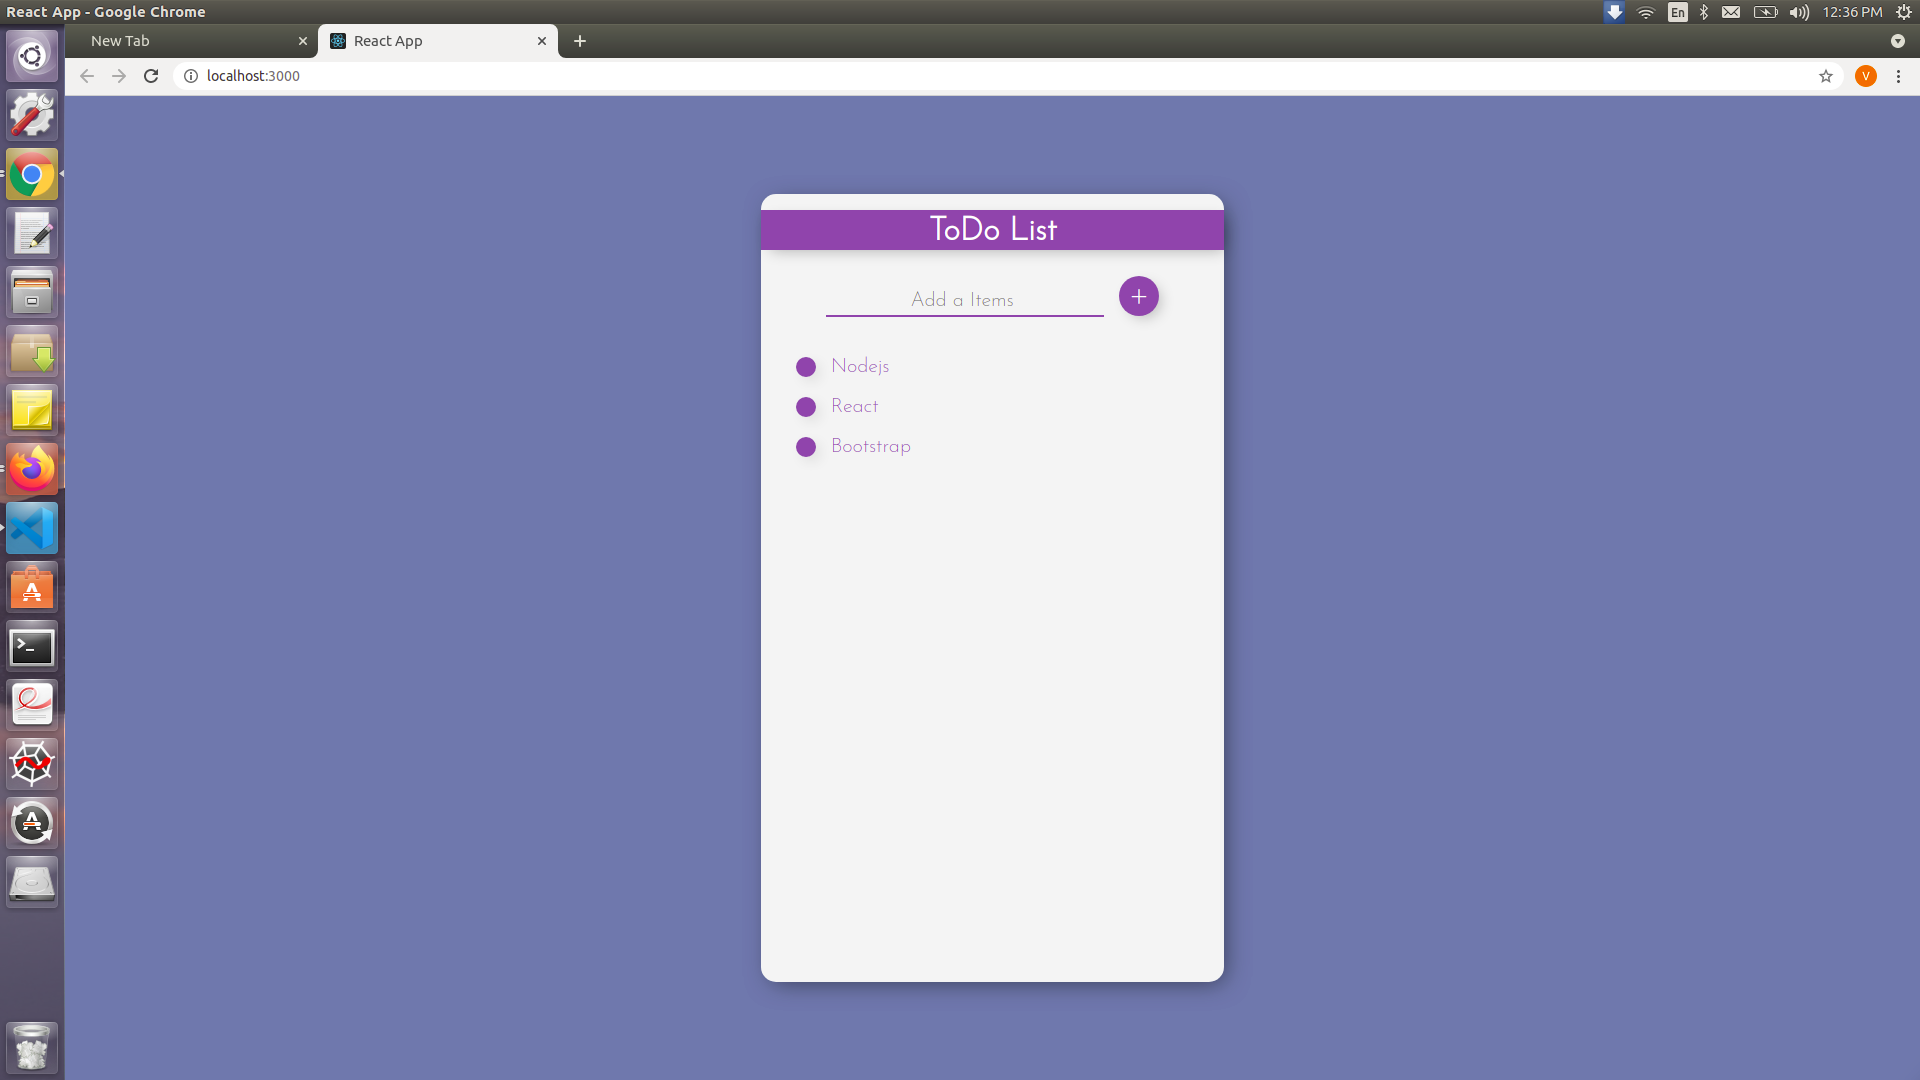 React App - Google Chrome
En
12:36 PM
New Tab
React App
localhost:3000
V
ToDo List
Add a Items
+
Nodejs
React
Bootstrap